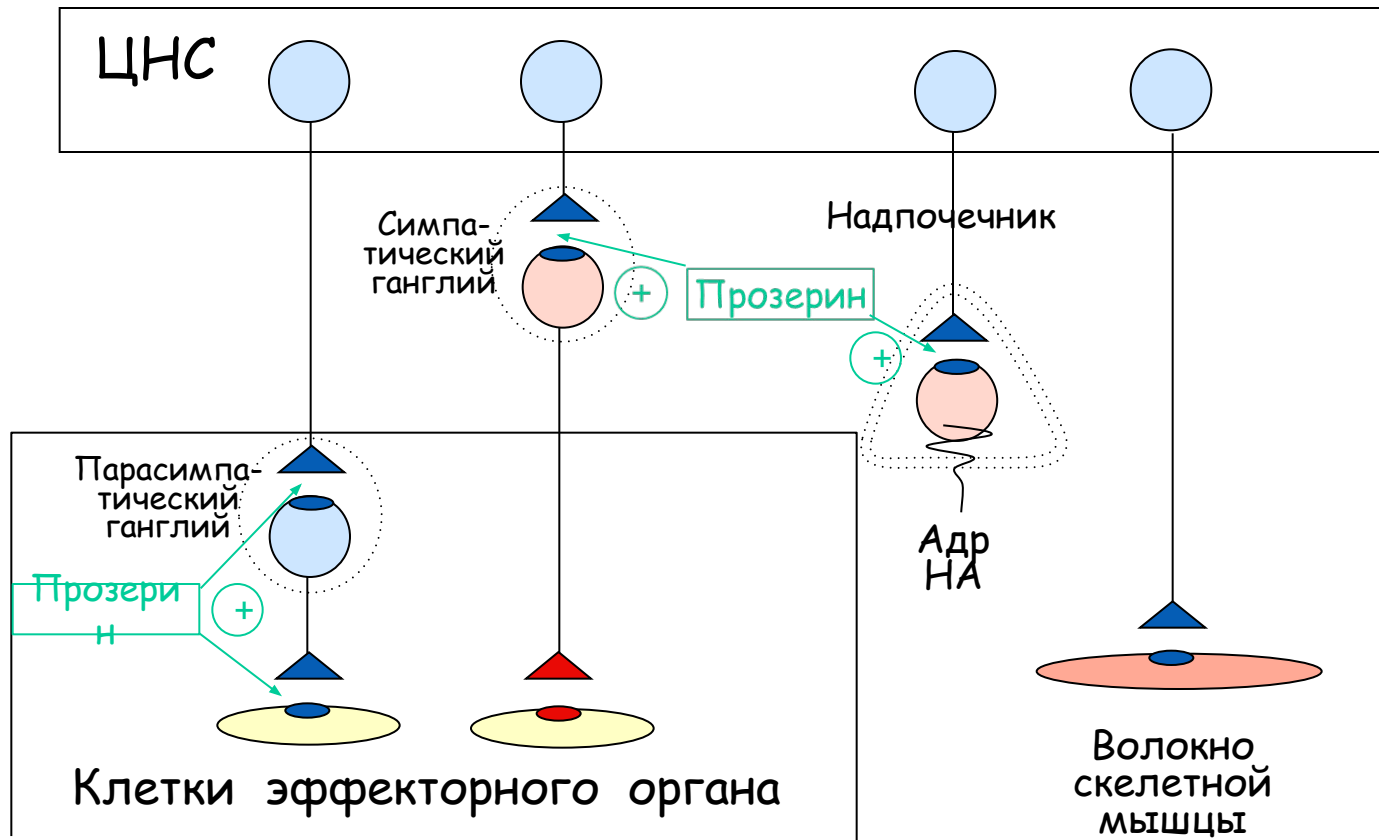 ЦНС
Симпа-
тический
ганглий
+
Прозерин
Надпочечник
+
Парасимпа-
тический
ганглий
Прозери
н
+
Адр
НА
Клетки эффекторного органа
Волокно
скелетной
мышцы